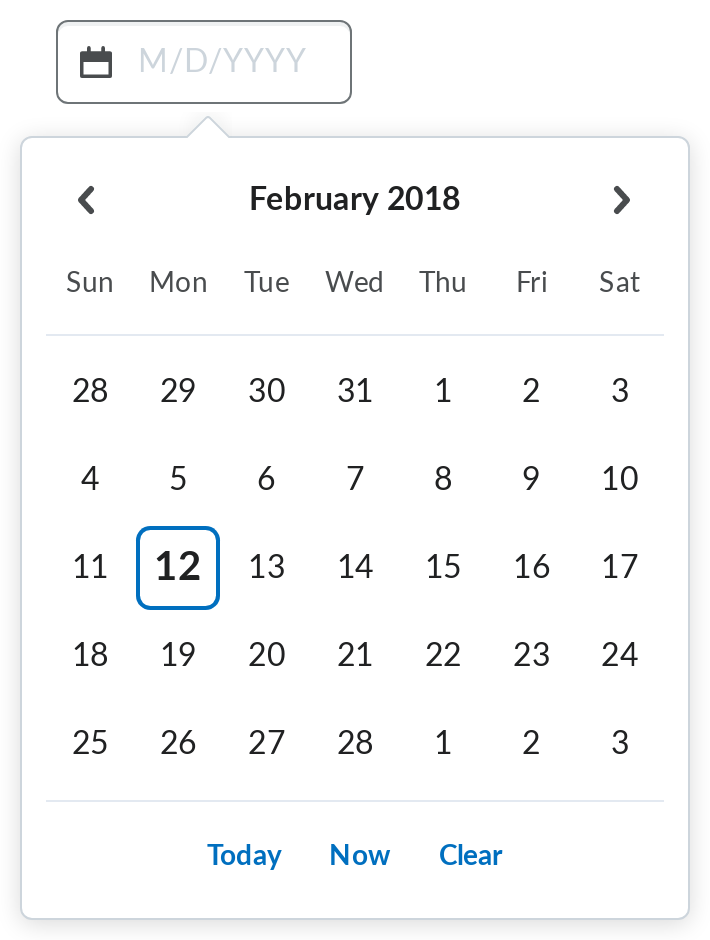 M/D/YYYY
February 2018
Sun Mon Tue Wed Thu Fri Sat
28 29 30 31 1 2 3
4 5 6 7 8 9 10
11 12 13 14 15 16 17
18 19 20 21 22 23 24
25 26 27 28 1 2 3
Today Now Clear